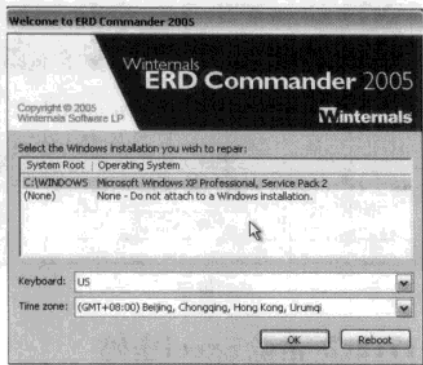 Welcome to ERD Commander 2005
Winternals
ERD Commander 2005
Copyright © 2005
Winternals Software LP
Winternals
Select the Windows installation you wish to repair:
System Root Operating System
C:\WINDOWS Microsoft Windows XP Professional, Service Pack 2
(None) None - Do not attach to a Windows installation.
Keyboard: US
Time zone: (GMT+08:00) Beijing, Chongqing, Hong Kong, Urumqi
OK Reboot